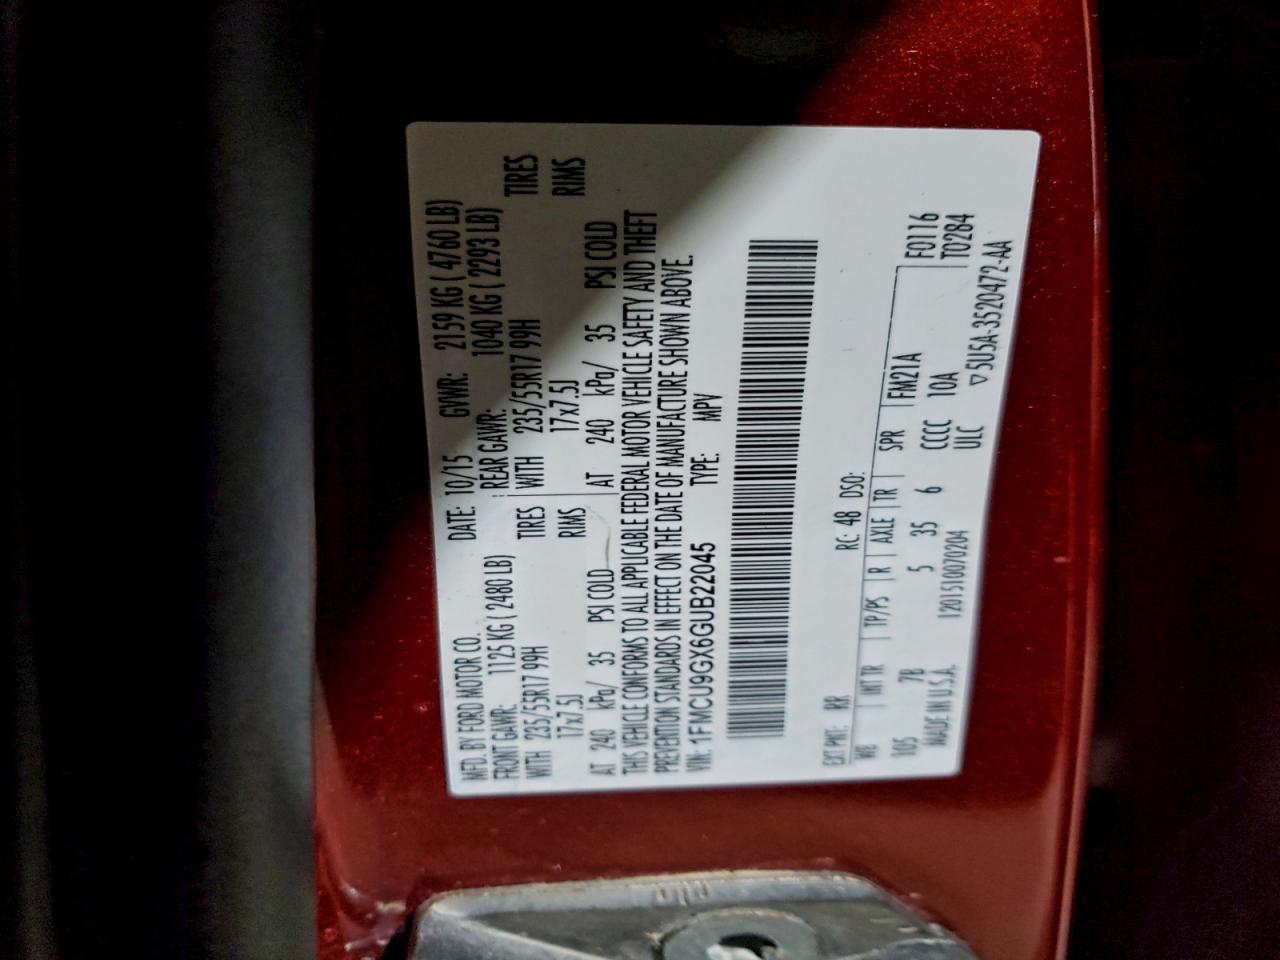 MFD. BY FORD MOTOR CO. DATE: 10/15 GVWR: 2159 KG ( 4760 LB)
FRONT GAWR: 1125 KG ( 2480 LB) REAR GAWR: 1040 KG ( 2293 LB)
WITH 235/55R17 99H TIRES WITH 235/55R17 99H TIRES
17x7.5J RIMS 17x7.5J RIMS
AT 240 kPa/ 35 PSI COLD AT 240 kPa/ 35 PSI COLD
THIS VEHICLE CONFORMS TO ALL APPLICABLE FEDERAL MOTOR VEHICLE SAFETY AND THEFT
PREVENTION STANDARDS IN EFFECT ON THE DATE OF MANUFACTURE SHOWN ABOVE.
VIN: 1FMCU9GX6GUB22045 TYPE: MPV
EXT PNT: RR RC: 48 DSO:
WB INT TR TP/PS R AXLE TR SPR FM21A F0116
105 7B 5 35 6 CCCC 10A T0284
MADE IN U.S.A. 1201510070204 ULC ▽5U5A-3520472-AA